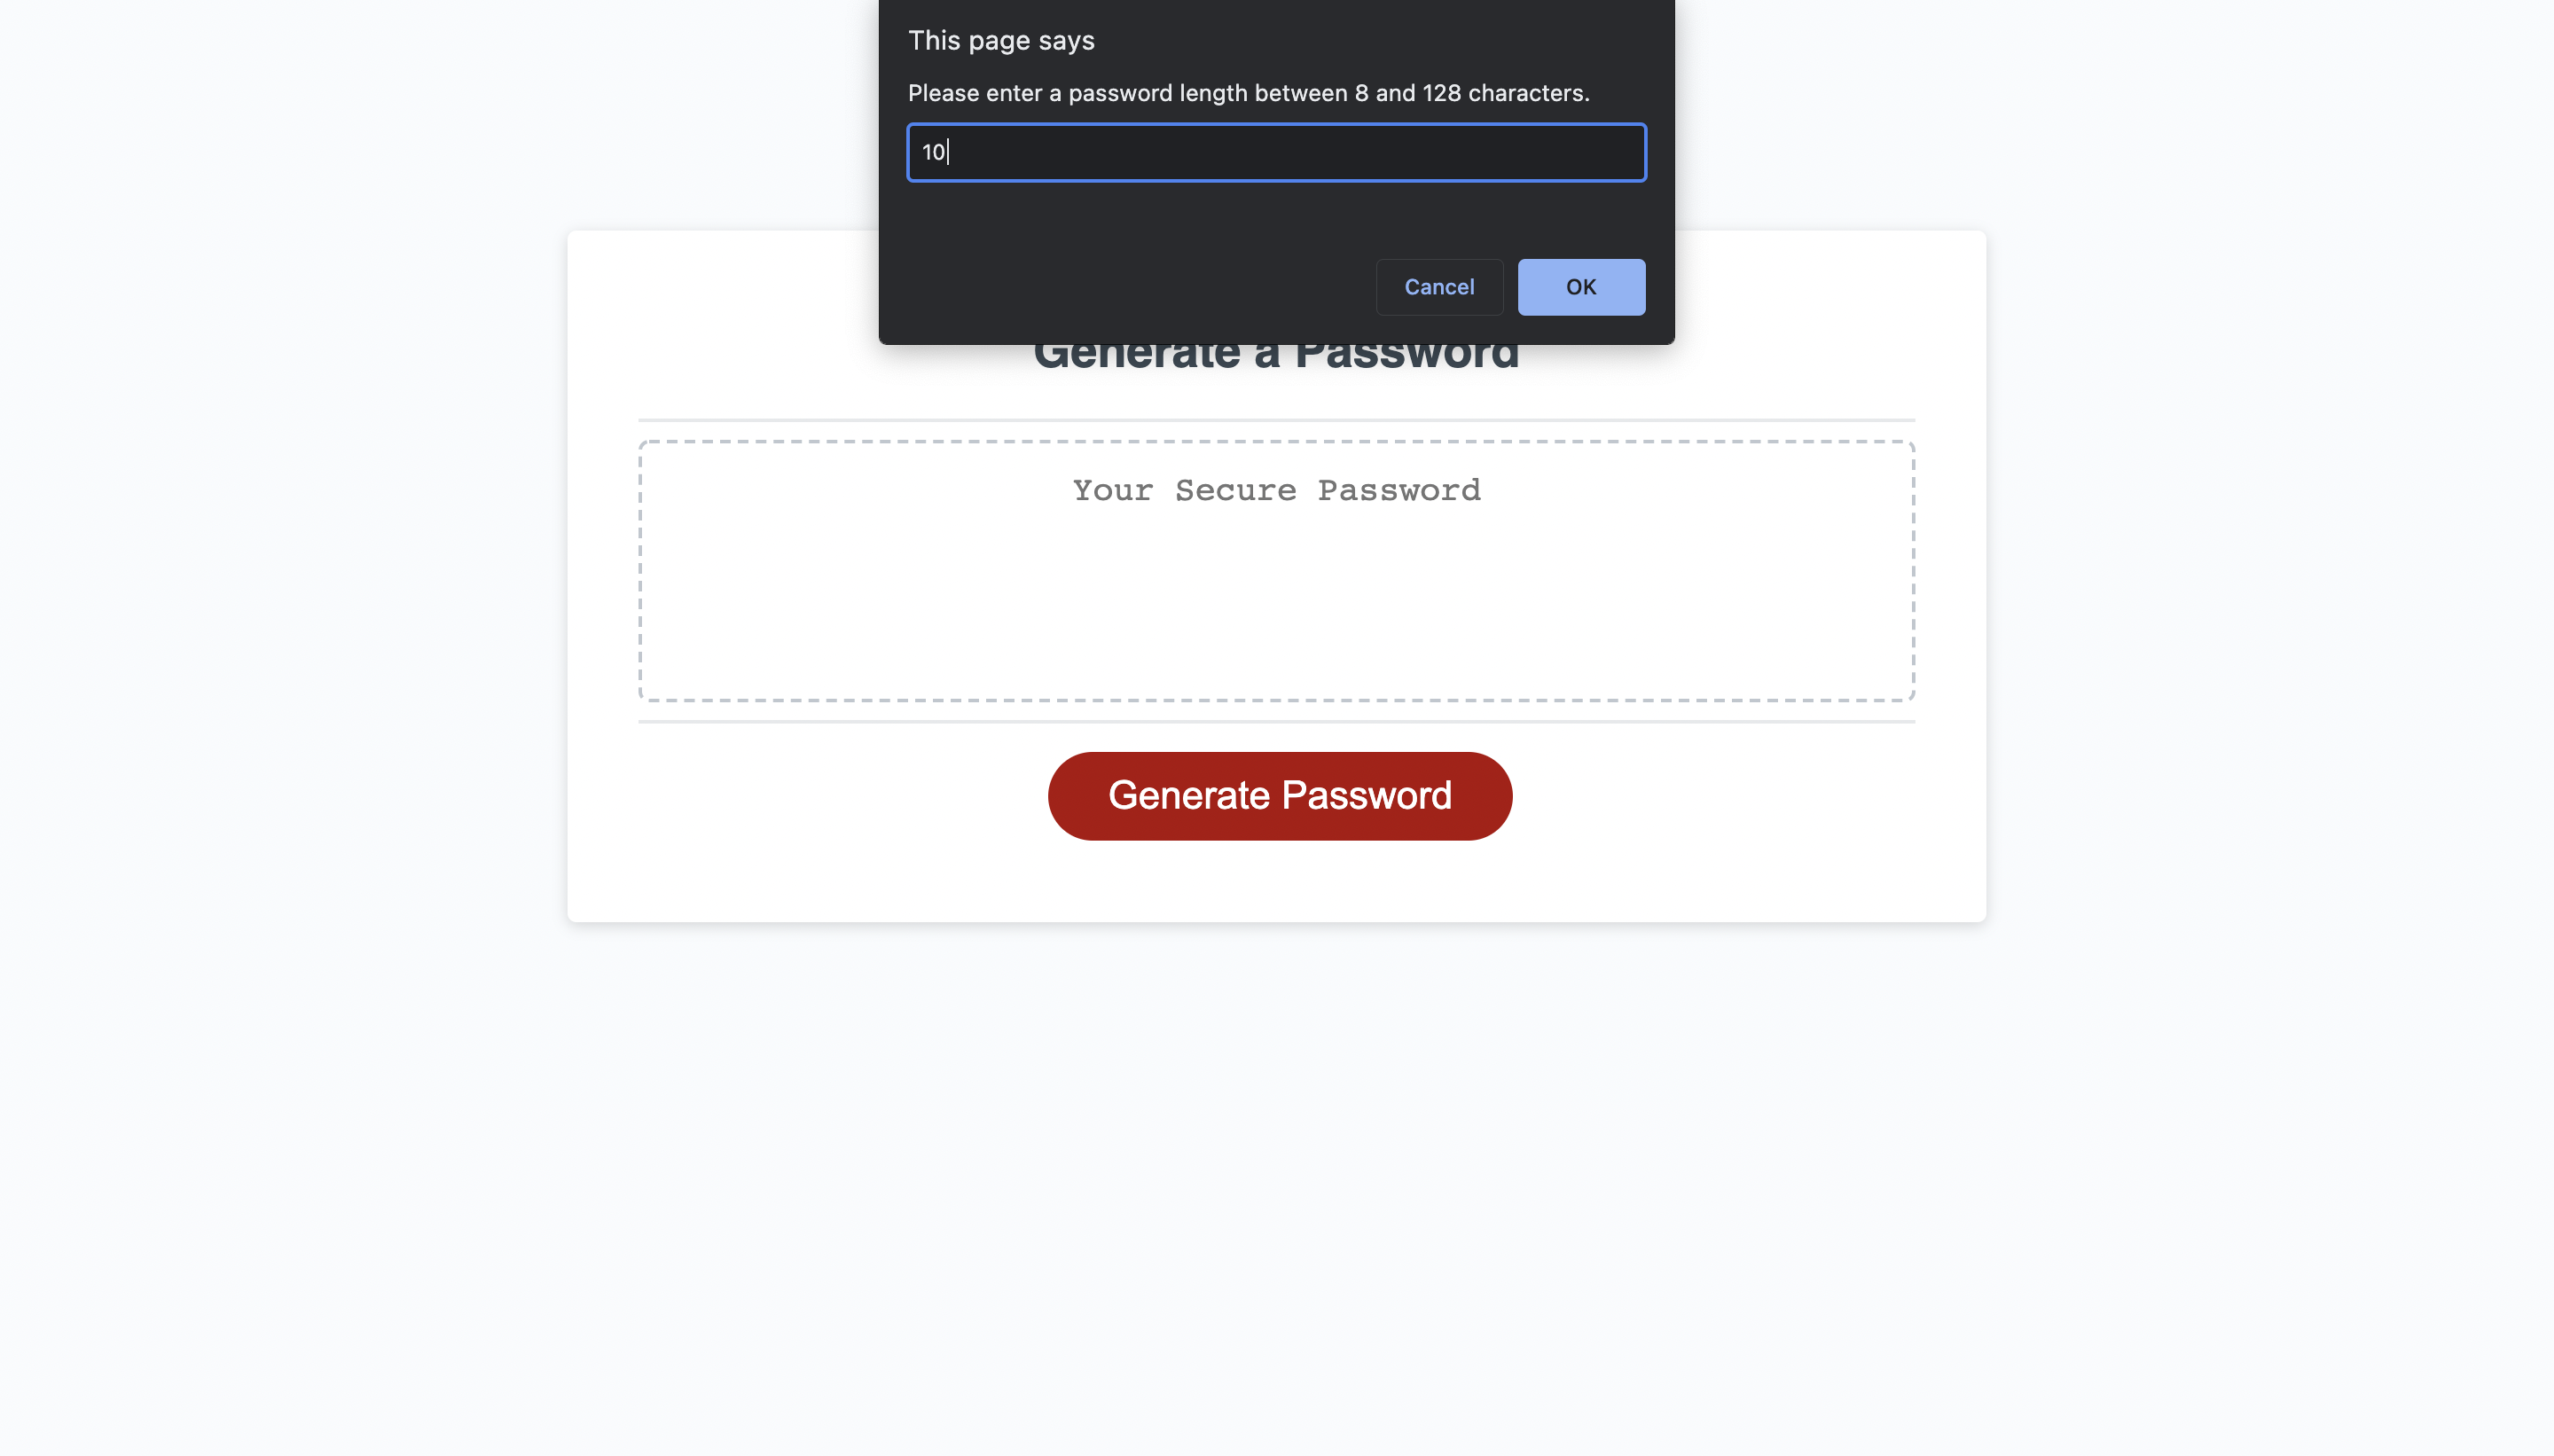 This page says
Please enter a password length between 8 and 128 characters.
10
Cancel
OK
Generate a Password
Your Secure Password
Generate Password